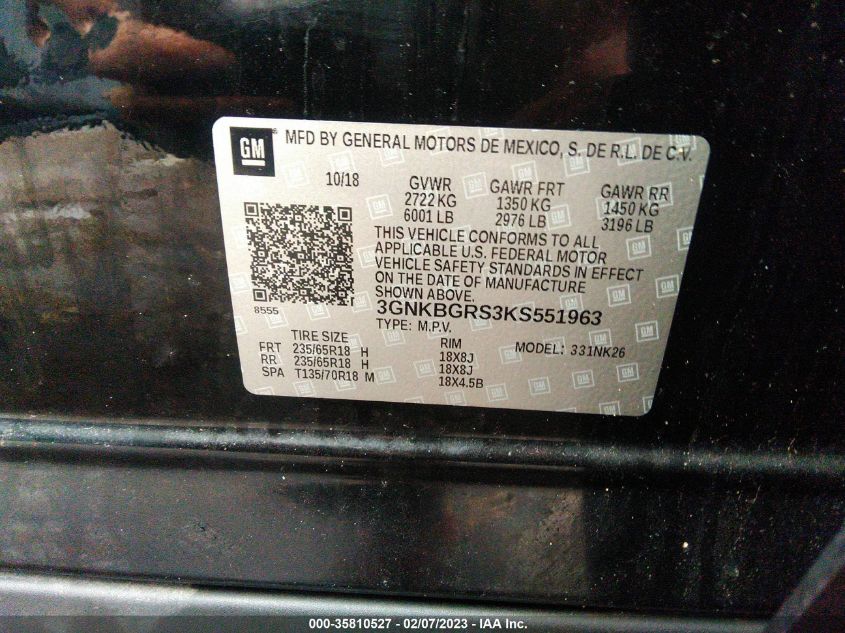 GM ® MFD BY GENERAL MOTORS DE MEXICO, S. DE R.L. DE C.V.
10/18 GVWR GAWR FRT GAWR RR
2722 KG 1350 KG 1450 KG
6001 LB 2976 LB 3196 LB
THIS VEHICLE CONFORMS TO ALL
APPLICABLE U.S. FEDERAL MOTOR
VEHICLE SAFETY STANDARDS IN EFFECT
ON THE DATE OF MANUFACTURE
SHOWN ABOVE.
8555 3GNKBGRS3KS551963
TYPE: M.P.V. MODEL: 331NK26
TIRE SIZE RIM
FRT 235/65R18 H 18X8J
RR 235/65R18 H 18X8J
SPA T135/70R18 M 18X4.5B
000-35810527 - 02/07/2023 - © IAA Inc.